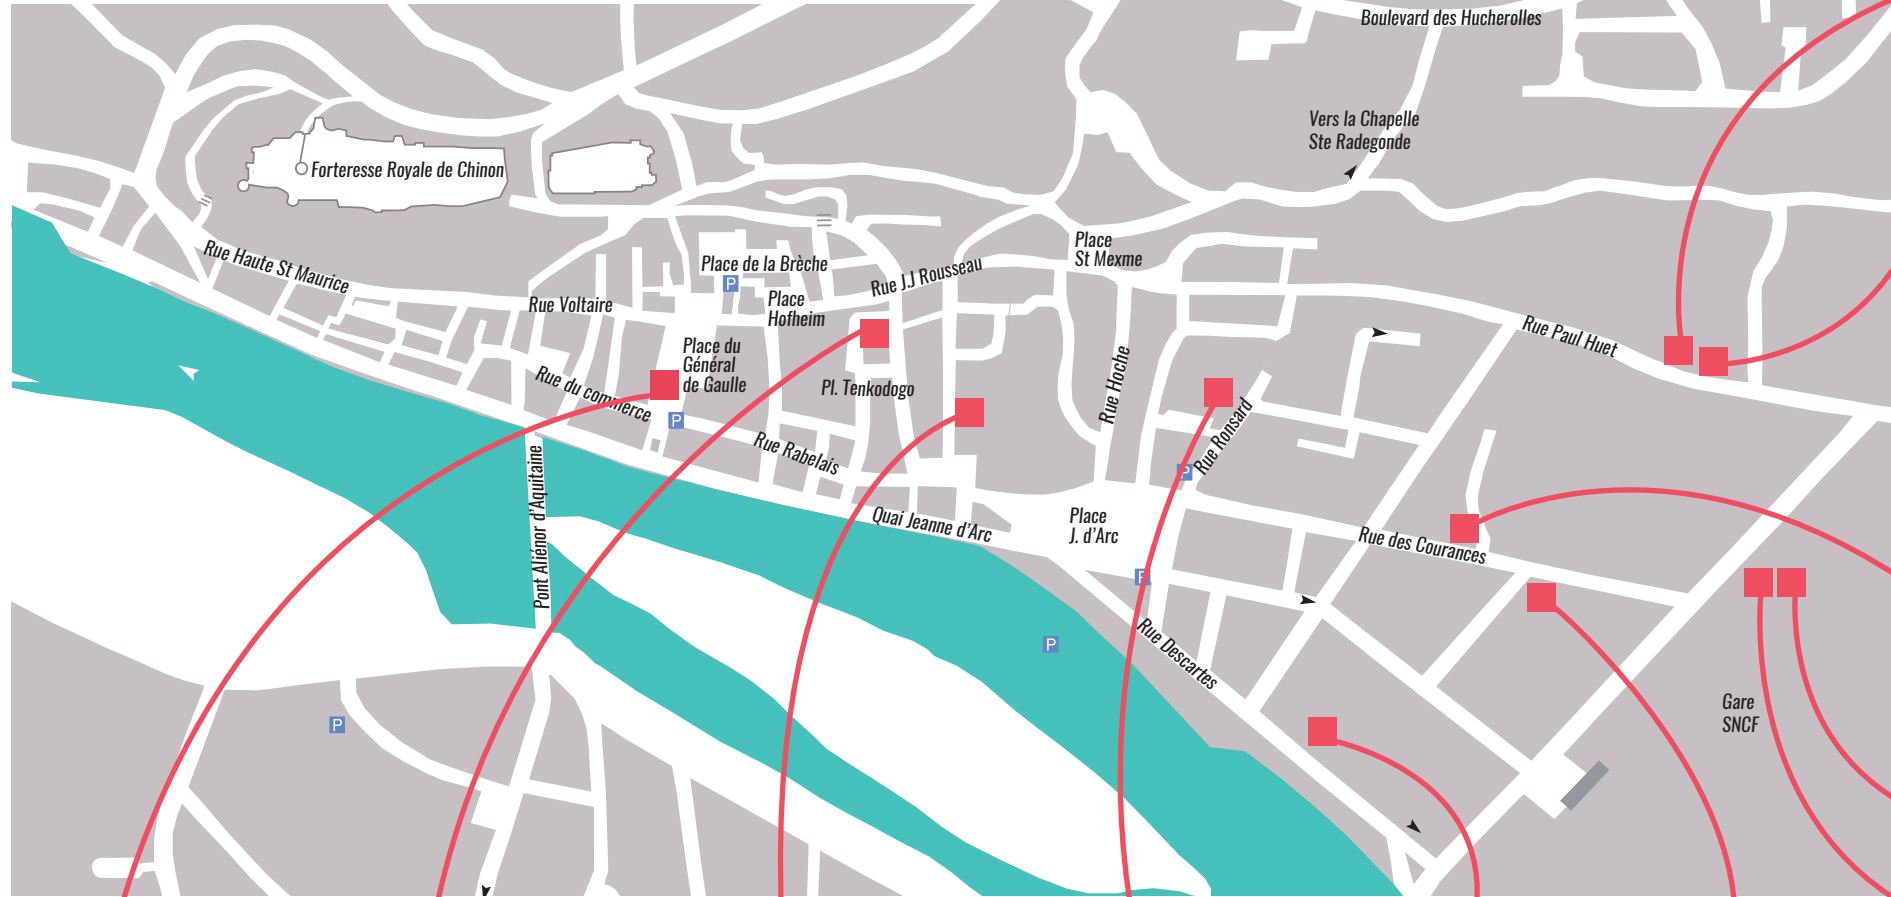 Boulevard des Hucherolles
Vers la Chapelle
Ste Radegonde
Forteresse Royale de Chinon
Rue Haute St Maurice
Place
St Mexme
Place de la Brèche
P
Rue J.J Rousseau
Rue Voltaire
Place
Hofheim
Rue Paul Huet
Place du
Général
de Gaulle
Rue du commerce
P
Pl. Tenkodogo
Rue Hoche
Rue Ronsard
P
Rue Rabelais
Pont Aliénor d'Aquitaine
Quai Jeanne d'Arc
Place
J. d'Arc
Rue des Courances
P
P
Rue Descartes
Gare
SNCF
P